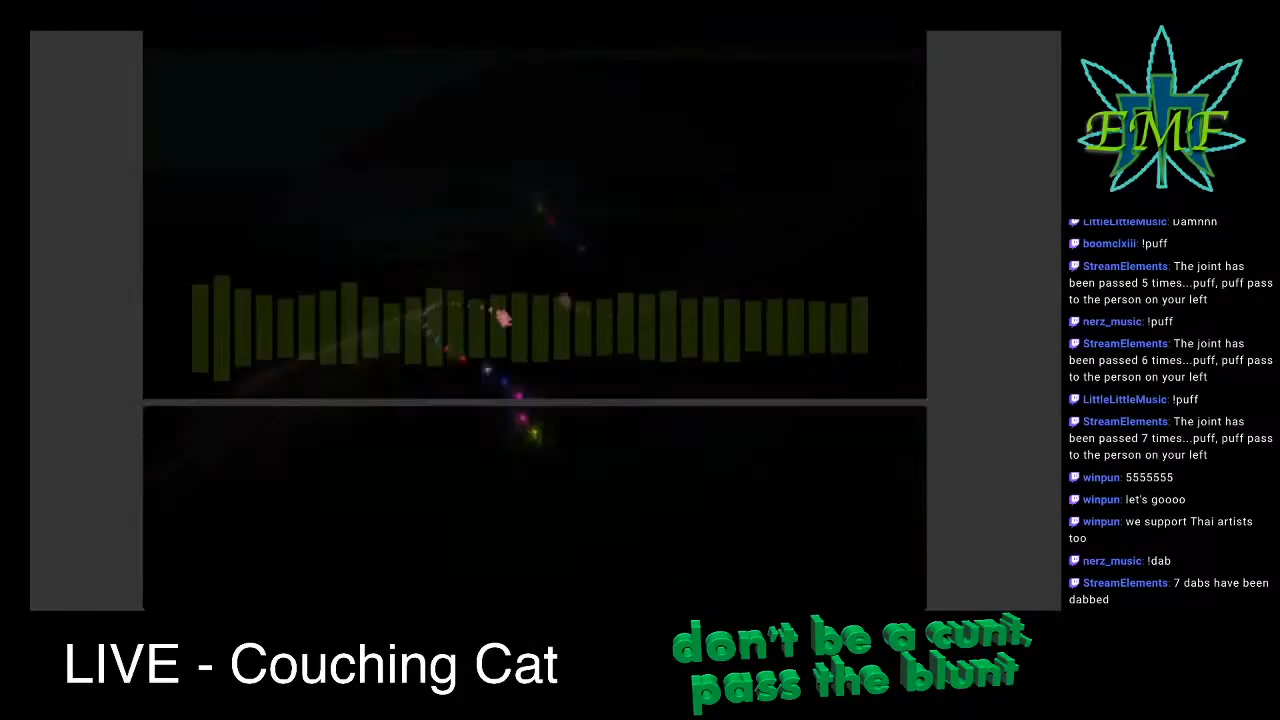 EMF
LittleLittleMusic: Damnnn
boomclxiii: !puff
StreamElements: The joint has
been passed 5 times...puff, puff pass
to the person on your left
nerz_music: !puff
StreamElements: The joint has
been passed 6 times...puff, puff pass
to the person on your left
LittleLittleMusic: !puff
StreamElements: The joint has
been passed 7 times...puff, puff pass
to the person on your left
winpun: 5555555
winpun: let's goooo
winpun: we support Thai artists
too
nerz_music: !dab
StreamElements: 7 dabs have been
dabbed
LIVE - Couching Cat
don't be a cunt,
pass the blunt